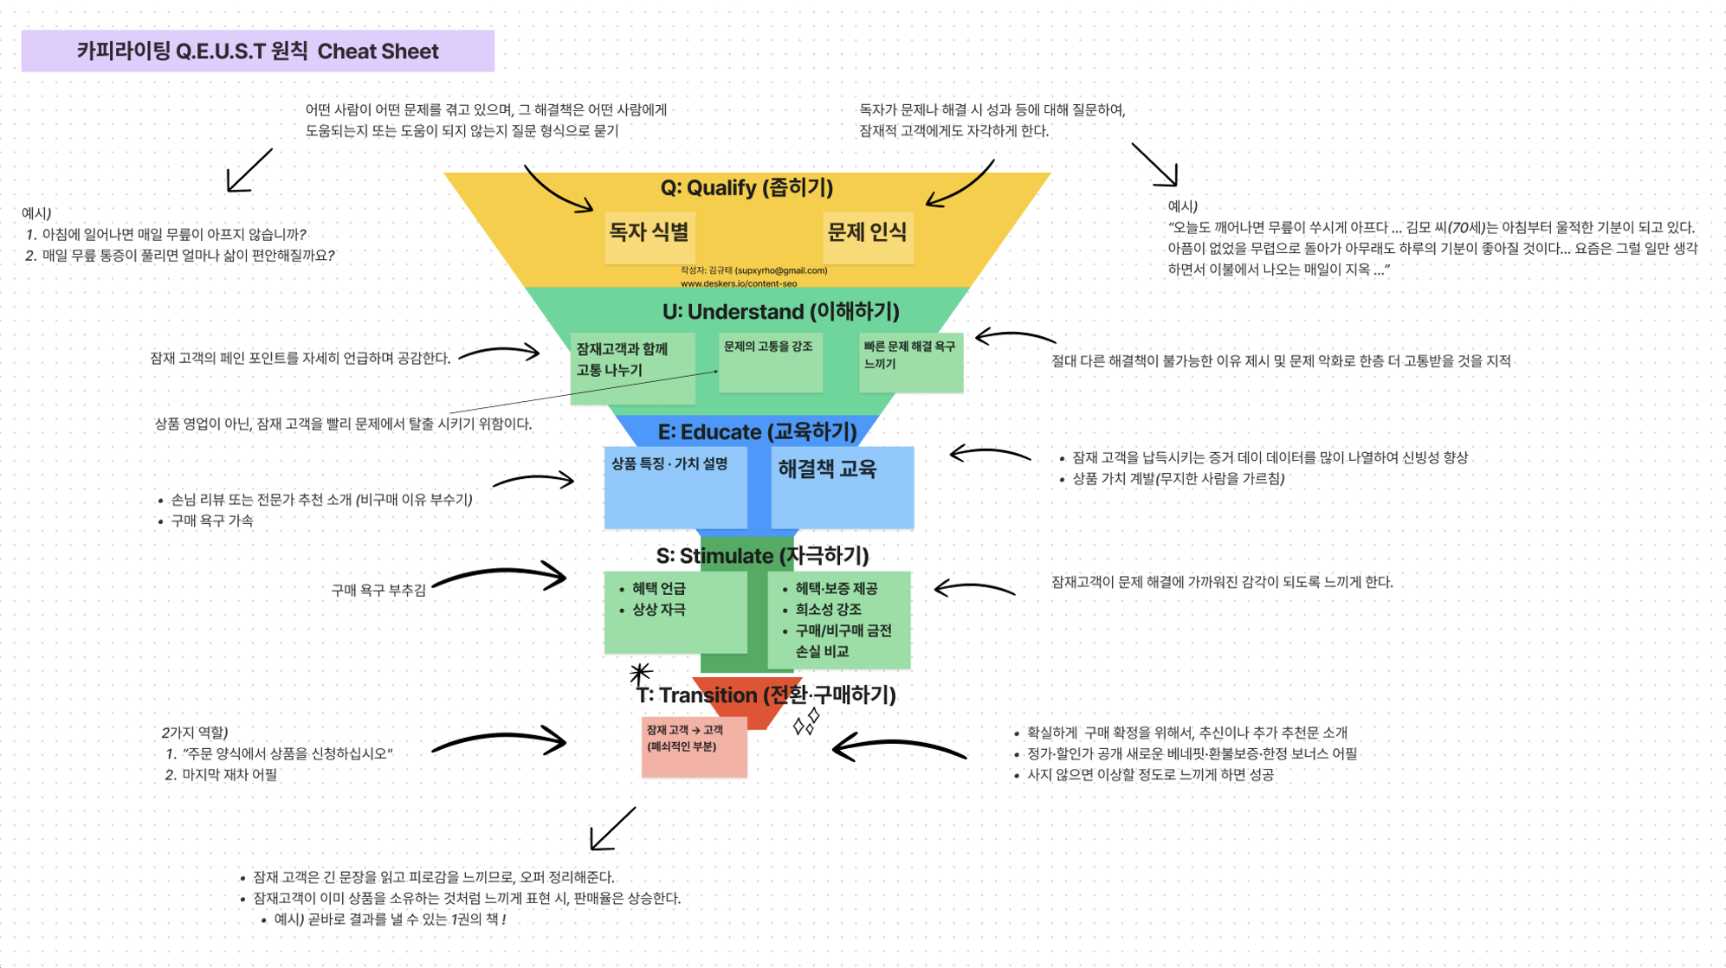 카피라이팅 Q.E.U.S.T 원칙 Cheat Sheet
어떤 사람이 어떤 문제를 겪고 있으며, 그 해결책은 어떤 사람에게
도움되는지 또는 도움이 되지 않는지 질문 형식으로 묻기
독자가 문제나 해결 시 성과 등에 대해 질문하여,
잠재적 고객에게도 자각하게 한다.
예시)
1. 아침에 일어나면 매일 무릎이 아프지 않습니까?
2. 매일 무릎 통증이 풀리면 얼마나 삶이 편안해질까요?
Q: Qualify (좁히기)
독자 식별
문제 인식
작성자: 김규태 (supxyrho@gmail.com)
www.deskers.io/content-seo
예시)
"오늘도 깨어나면 무릎이 쑤시게 아프다 ... 김모 씨(70세)는 아침부터 울적한 기분이 되고 있다.
아픔이 없었을 무렵으로 돌아가 아무래도 하루의 기분이 좋아질 것이다... 요즘은 그럴 일만 생각
하면서 이불에서 나오는 매일이 지옥 ..."
U: Understand (이해하기)
잠재고객과 함께
고통 나누기
문제의 고통을 강조
빠른 문제 해결 욕구
느끼기
잠재 고객의 페인 포인트를 자세히 언급하며 공감한다.
절대 다른 해결책이 불가능한 이유 제시 및 문제 악화로 한층 더 고통받을 것을 지적
상품 영업이 아닌, 잠재 고객을 빨리 문제에서 탈출 시키기 위함이다.
E: Educate (교육하기)
상품 특징 · 가치 설명
해결책 교육
• 잠재 고객을 납득시키는 증거 데이 데이터를 많이 나열하여 신빙성 향상
• 상품 가치 계발(무지한 사람을 가르침)
• 손님 리뷰 또는 전문가 추천 소개 (비구매 이유 부수기)
• 구매 욕구 가속
S: Stimulate (자극하기)
• 혜택 언급
• 상상 자극
• 헤택·보증 제공
• 희소성 강조
• 구매/비구매 금전
손실 비교
구매 욕구 부추김
잠재고객이 문제 해결에 가까워진 감각이 되도록 느끼게 한다.
T: Transition (전환·구매하기)
잠재 고객 → 고객
(폐쇠적인 부분)
2가지 역할)
1. "주문 양식에서 상품을 신청하십시오"
2. 마지막 재차 어필
• 확실하게 구매 확정을 위해서, 추신이나 추가 추천문 소개
• 정가·할인가 공개 새로운 베네핏·환불보증·한정 보너스 어필
• 사지 않으면 이상할 정도로 느끼게 하면 성공
• 잠재 고객은 긴 문장을 읽고 피로감을 느끼므로, 오퍼 정리해준다.
• 잠재고객이 이미 상품을 소유하는 것처럼 느끼게 표현 시, 판매율은 상승한다.
• 예시) 곧바로 결과를 낼 수 있는 1권의 책 !